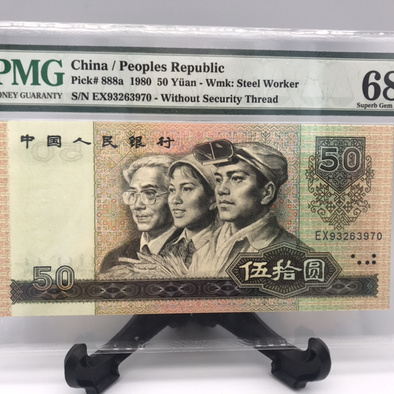 PMG
MONEY GUARANTY
China / Peoples Republic
Pick# 888a 1980 50 Yüan - Wmk: Steel Worker
S/N EX93263970 - Without Security Thread
68
Superb Gem
中国人民银行
50
EX93263970
50
伍拾圆